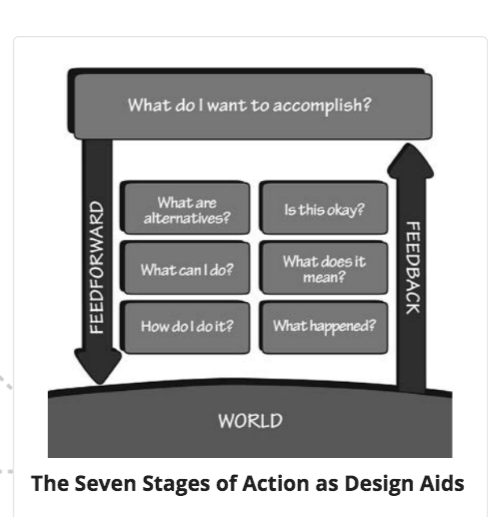 What do I want to accomplish?
FEEDFORWARD
What are
alternatives?
What can I do?
How do I do it?
Is this okay?
What does it
mean?
What happened?
FEEDBACK
WORLD
The Seven Stages of Action as Design Aids